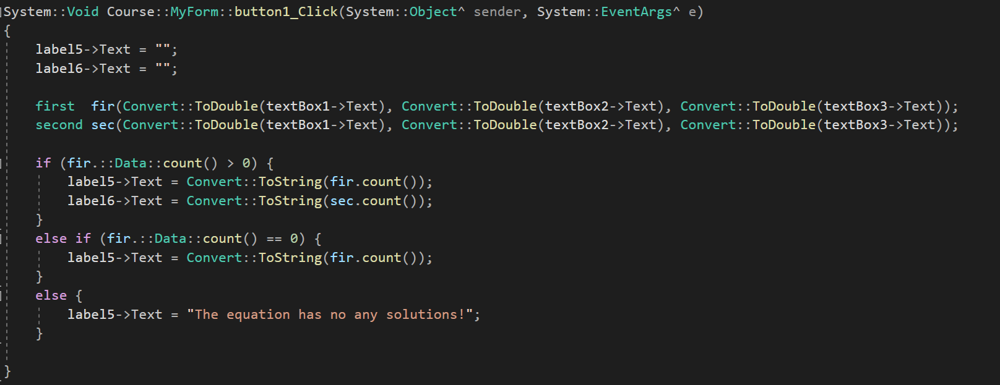 System::Void Course::MyForm::button1_Click(System::Object^ sender, System::EventArgs^ e)
{
    label5->Text = "";
    label6->Text = "";

    first  fir(Convert::ToDouble(textBox1->Text), Convert::ToDouble(textBox2->Text), Convert::ToDouble(textBox3->Text));
    second sec(Convert::ToDouble(textBox1->Text), Convert::ToDouble(textBox2->Text), Convert::ToDouble(textBox3->Text));

    if (fir.::Data::count() > 0) {
        label5->Text = Convert::ToString(fir.count());
        label6->Text = Convert::ToString(sec.count());
    }
    else if (fir.::Data::count() == 0) {
        label5->Text = Convert::ToString(fir.count());
    }
    else {
        label5->Text = "The equation has no any solutions!";
    }

}